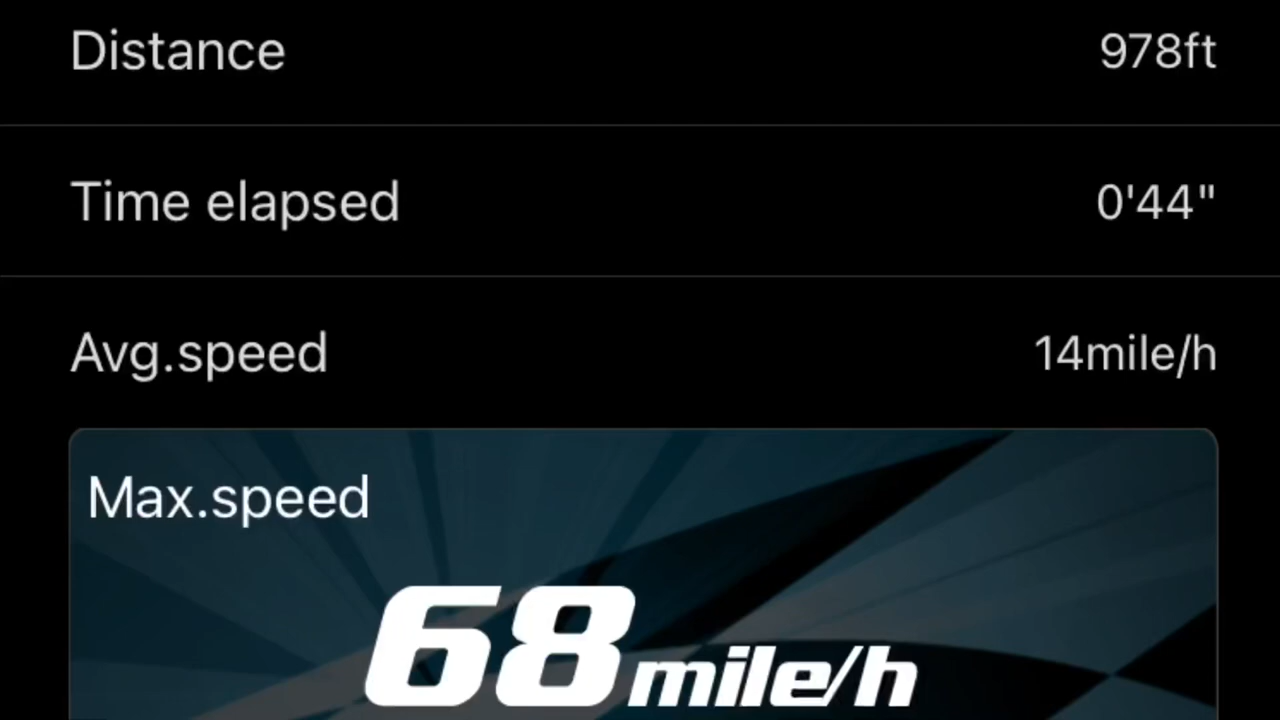 Distance 978ft
Time elapsed 0'44"
Avg.speed 14mile/h
Max.speed
68mile/h